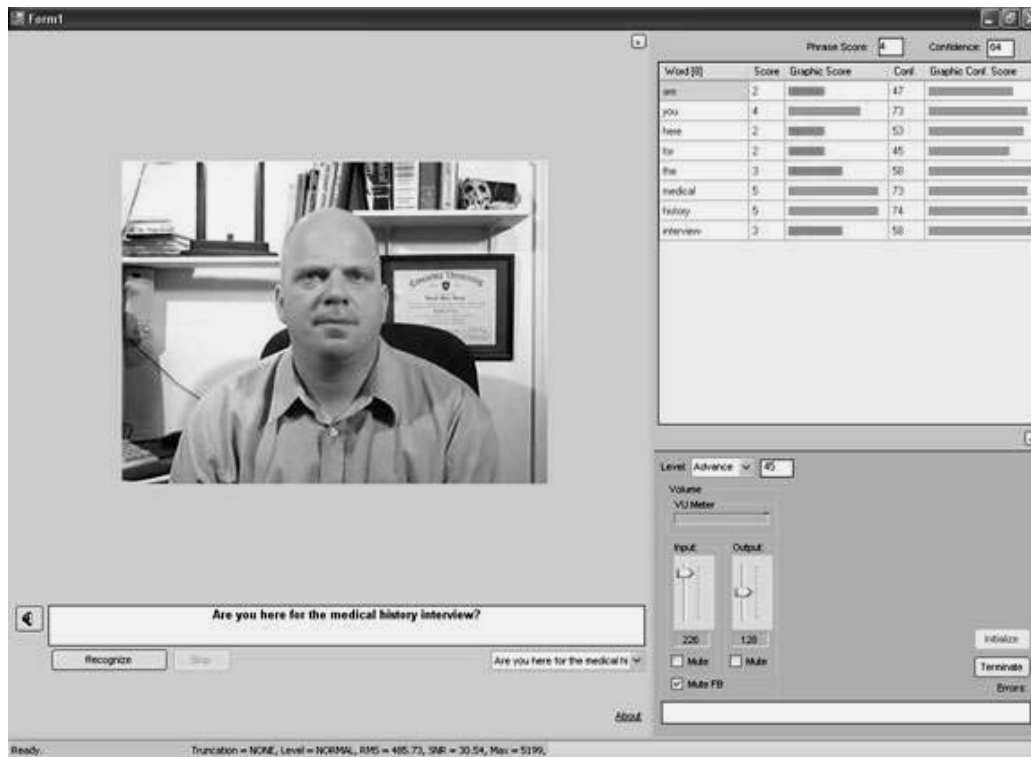 Form1
Phrase Score: 4 Confidence: 64
Word [8] Score Graphic Score Conf. Graphic Conf. Score
are 2 47
you 4 73
here 2 53
for 2 45
the 3 58
medical 5 73
history 5 74
interview 3 58
Level: Advance 45
Volume
VU Meter
Input: Output:
226 128
Mute Mute
Mute FB
Initialize
Terminate
Errors:
Are you here for the medical history interview?
Recognize Stop Are you here for the medical hi
About
Ready. Truncation = NONE, Level = NORMAL, RMS = 485.73, SNR = 30.54, Max = 5199,